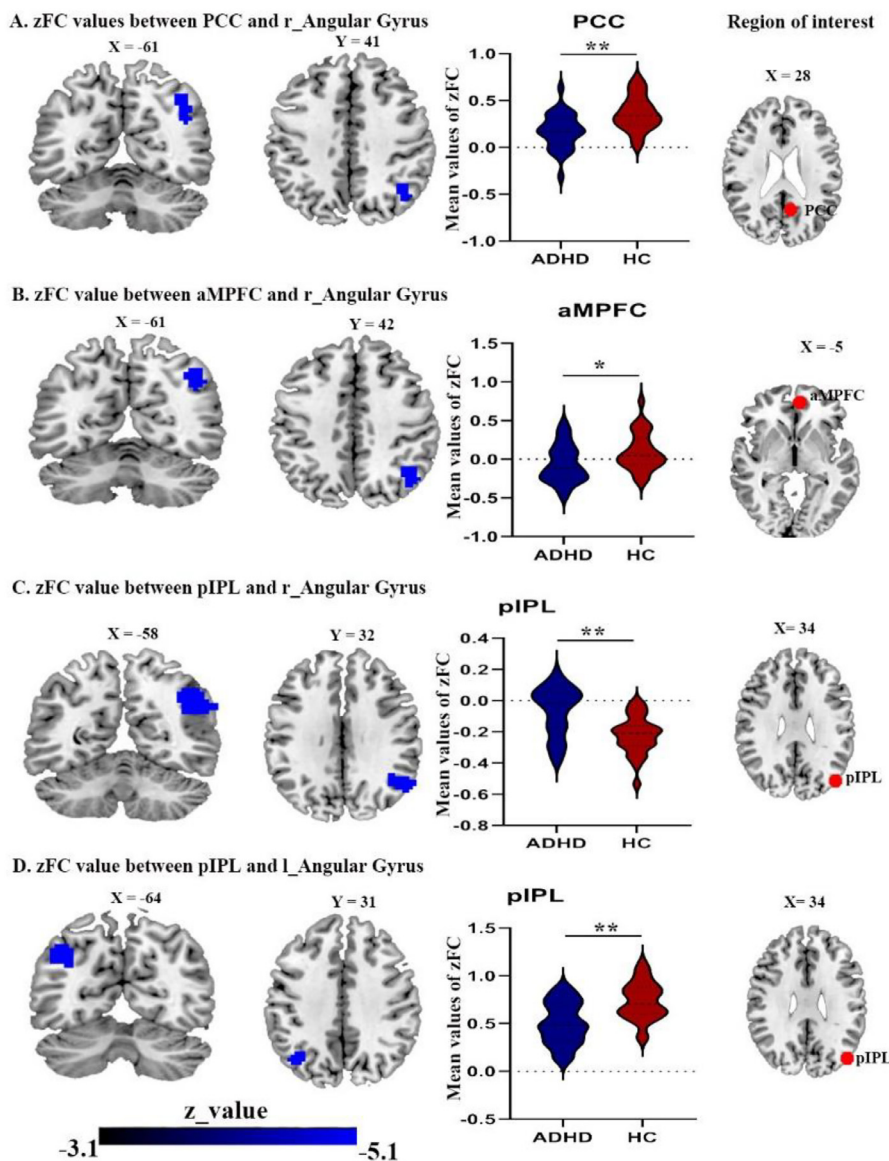 A. zFC values between PCC and r_Angular Gyrus
X = -61
Y = 41
PCC
Region of interest
X = 28
**
Mean values of zFC
1.0
0.5
0.0
-0.5
-1.0
ADHD
HC
PCC
B. zFC value between aMPFC and r_Angular Gyrus
X = -61
Y = 42
aMPFC
X = -5
*
Mean values of zFC
1.5
1.0
0.5
0.0
-0.5
-1.0
ADHD
HC
aMPFC
C. zFC value between pIPL and r_Angular Gyrus
X = -58
Y = 32
pIPL
X= 34
**
Mean values of zFC
0.4
0.2
0.0
-0.2
-0.4
-0.6
-0.8
ADHD
HC
pIPL
D. zFC value between pIPL and l_Angular Gyrus
X = -64
Y = 31
pIPL
X= 34
**
Mean values of zFC
1.5
1.0
0.5
0.0
-0.5
ADHD
HC
pIPL
z_value
-3.1
-5.1